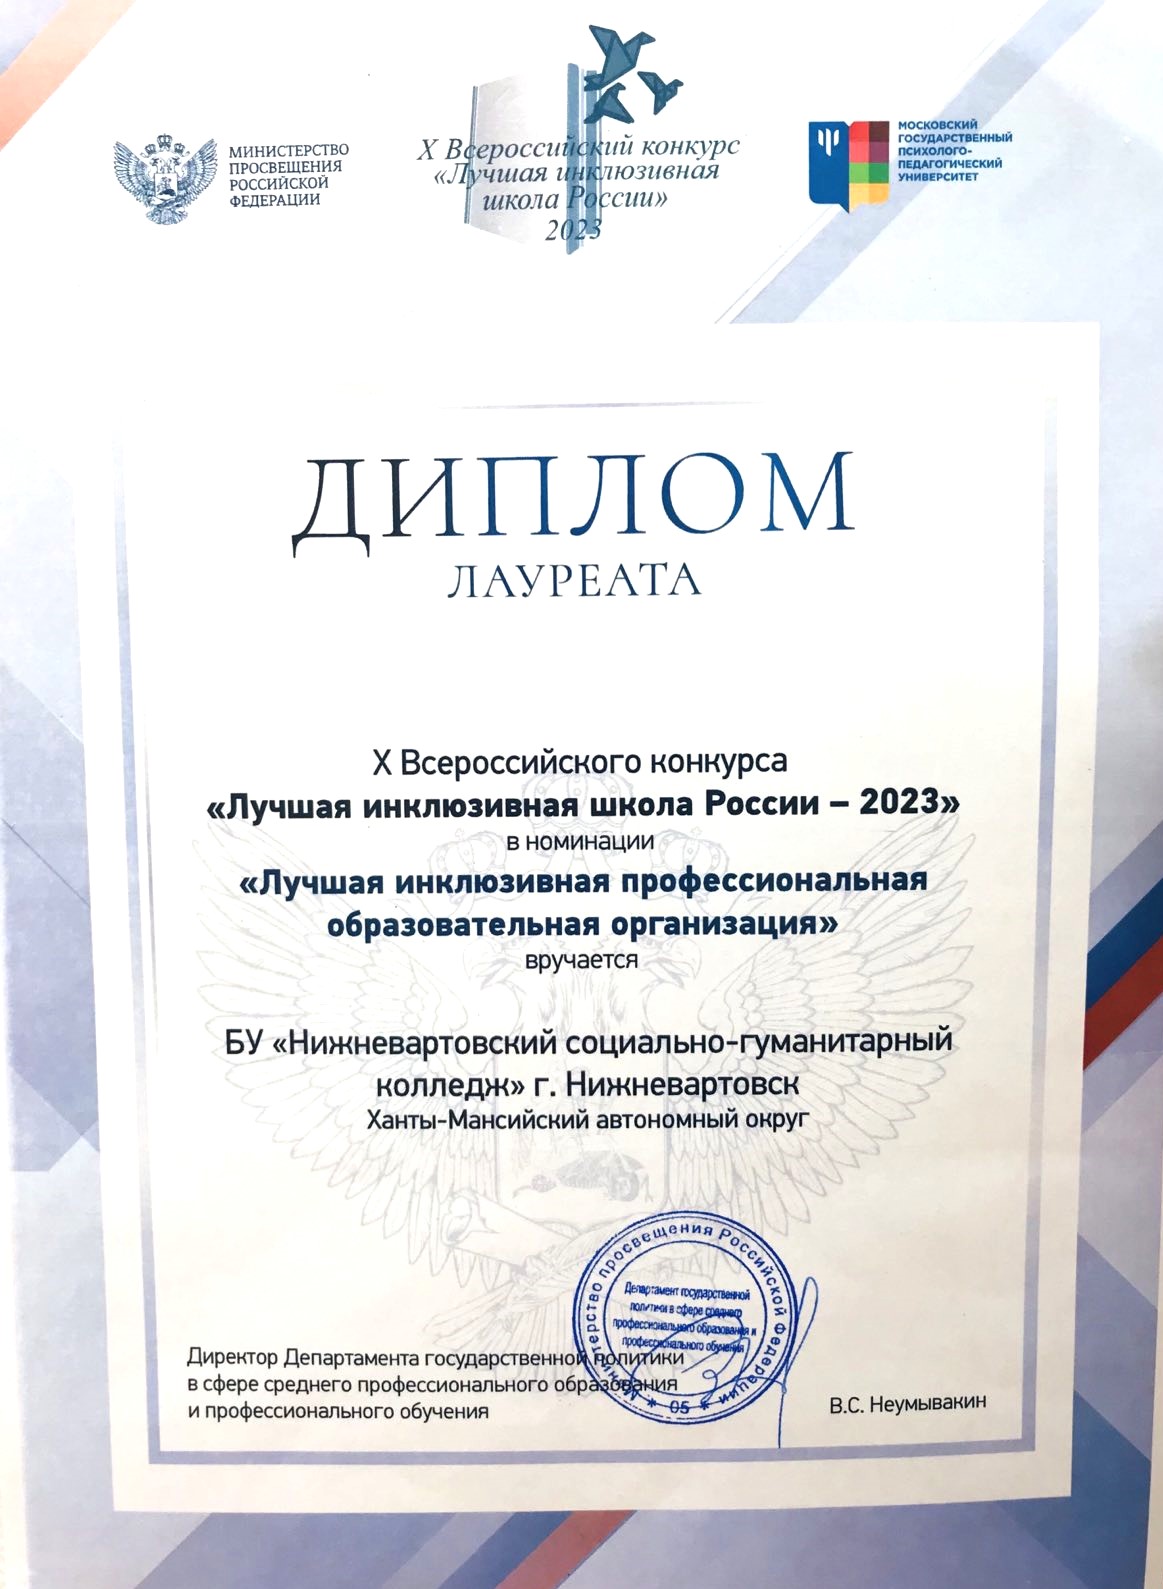 МИНИСТЕРСТВО
ПРОСВЕЩЕНИЯ
РОССИЙСКОЙ
ФЕДЕРАЦИИ
X Всероссийский конкурс
«Лучшая инклюзивная
школа России»
2023
МОСКОВСКИЙ
ГОСУДАРСТВЕННЫЙ
ПСИХОЛОГО-
ПЕДАГОГИЧЕСКИЙ
УНИВЕРСИТЕТ
ДИПЛОМ
ЛАУРЕАТА
X Всероссийского конкурса
«Лучшая инклюзивная школа России – 2023»
в номинации
«Лучшая инклюзивная профессиональная
образовательная организация»
вручается
БУ «Нижневартовский социально-гуманитарный
колледж» г. Нижневартовск
Ханты-Мансийский автономный округ
Министерство просвещения Российской Федерации * 05 *
Департамент государственной
политики в сфере среднего
профессионального образования и
профессионального обучения
Директор Департамента государственной политики
в сфере среднего профессионального образования
и профессионального обучения
В.С. Неумывакин